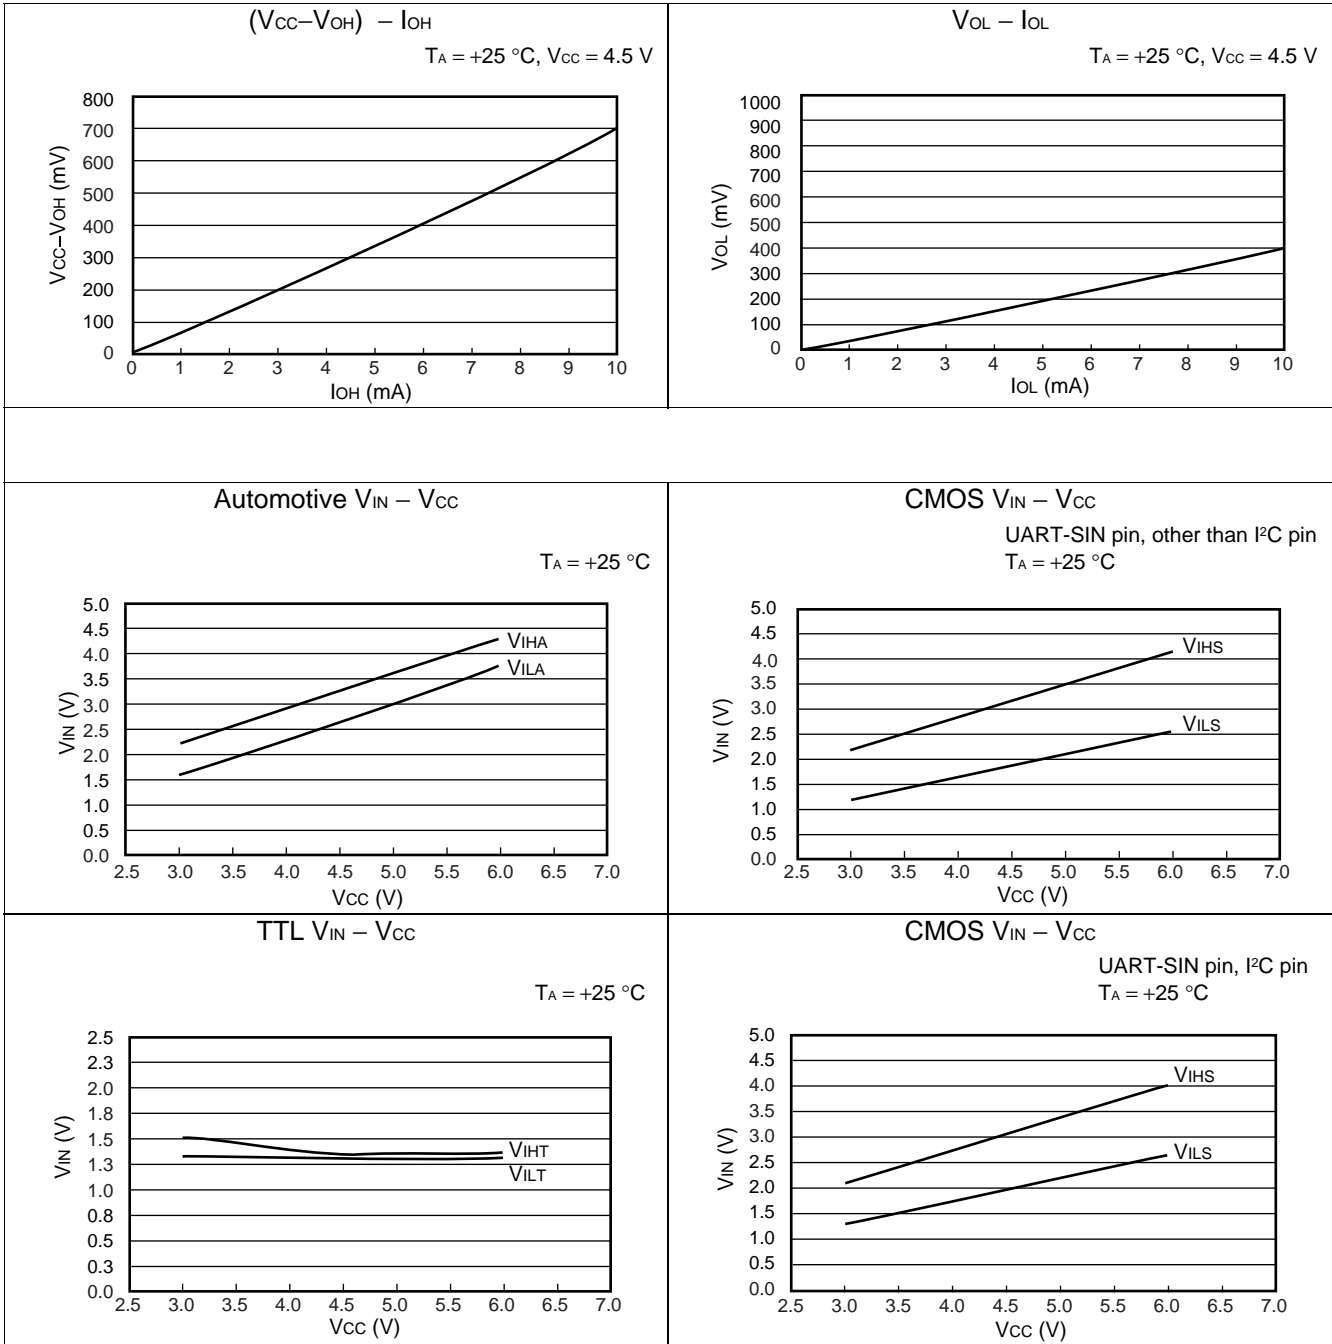 (VCC–VOH) – IOH
TA = +25 °C, VCC = 4.5 V
800
700
600
500
400
300
200
100
0
VCC–VOH (mV)
0 1 2 3 4 5 6 7 8 9 10
IOH (mA)
VOL – IOL
TA = +25 °C, VCC = 4.5 V
1000
900
800
700
600
500
400
300
200
100
0
VOL (mV)
0 1 2 3 4 5 6 7 8 9 10
IOL (mA)
Automotive VIN – VCC
TA = +25 °C
5.0
4.5
4.0
3.5
3.0
2.5
2.0
1.5
1.0
0.5
0.0
VIN (V)
VIHA
VILA
2.5 3.0 3.5 4.0 4.5 5.0 5.5 6.0 6.5 7.0
VCC (V)
CMOS VIN – VCC
UART-SIN pin, other than I²C pin
TA = +25 °C
5.0
4.5
4.0
3.5
3.0
2.5
2.0
1.5
1.0
0.5
0.0
VIN (V)
VIHS
VILS
2.5 3.0 3.5 4.0 4.5 5.0 5.5 6.0 6.5 7.0
VCC (V)
TTL VIN – VCC
TA = +25 °C
2.5
2.3
2.0
1.8
1.5
1.3
1.0
0.8
0.5
0.3
0.0
VIN (V)
VIHT
VILT
2.5 3.0 3.5 4.0 4.5 5.0 5.5 6.0 6.5 7.0
VCC (V)
CMOS VIN – VCC
UART-SIN pin, I²C pin
TA = +25 °C
5.0
4.5
4.0
3.5
3.0
2.5
2.0
1.5
1.0
0.5
0.0
VIN (V)
VIHS
VILS
2.5 3.0 3.5 4.0 4.5 5.0 5.5 6.0 6.5 7.0
VCC (V)